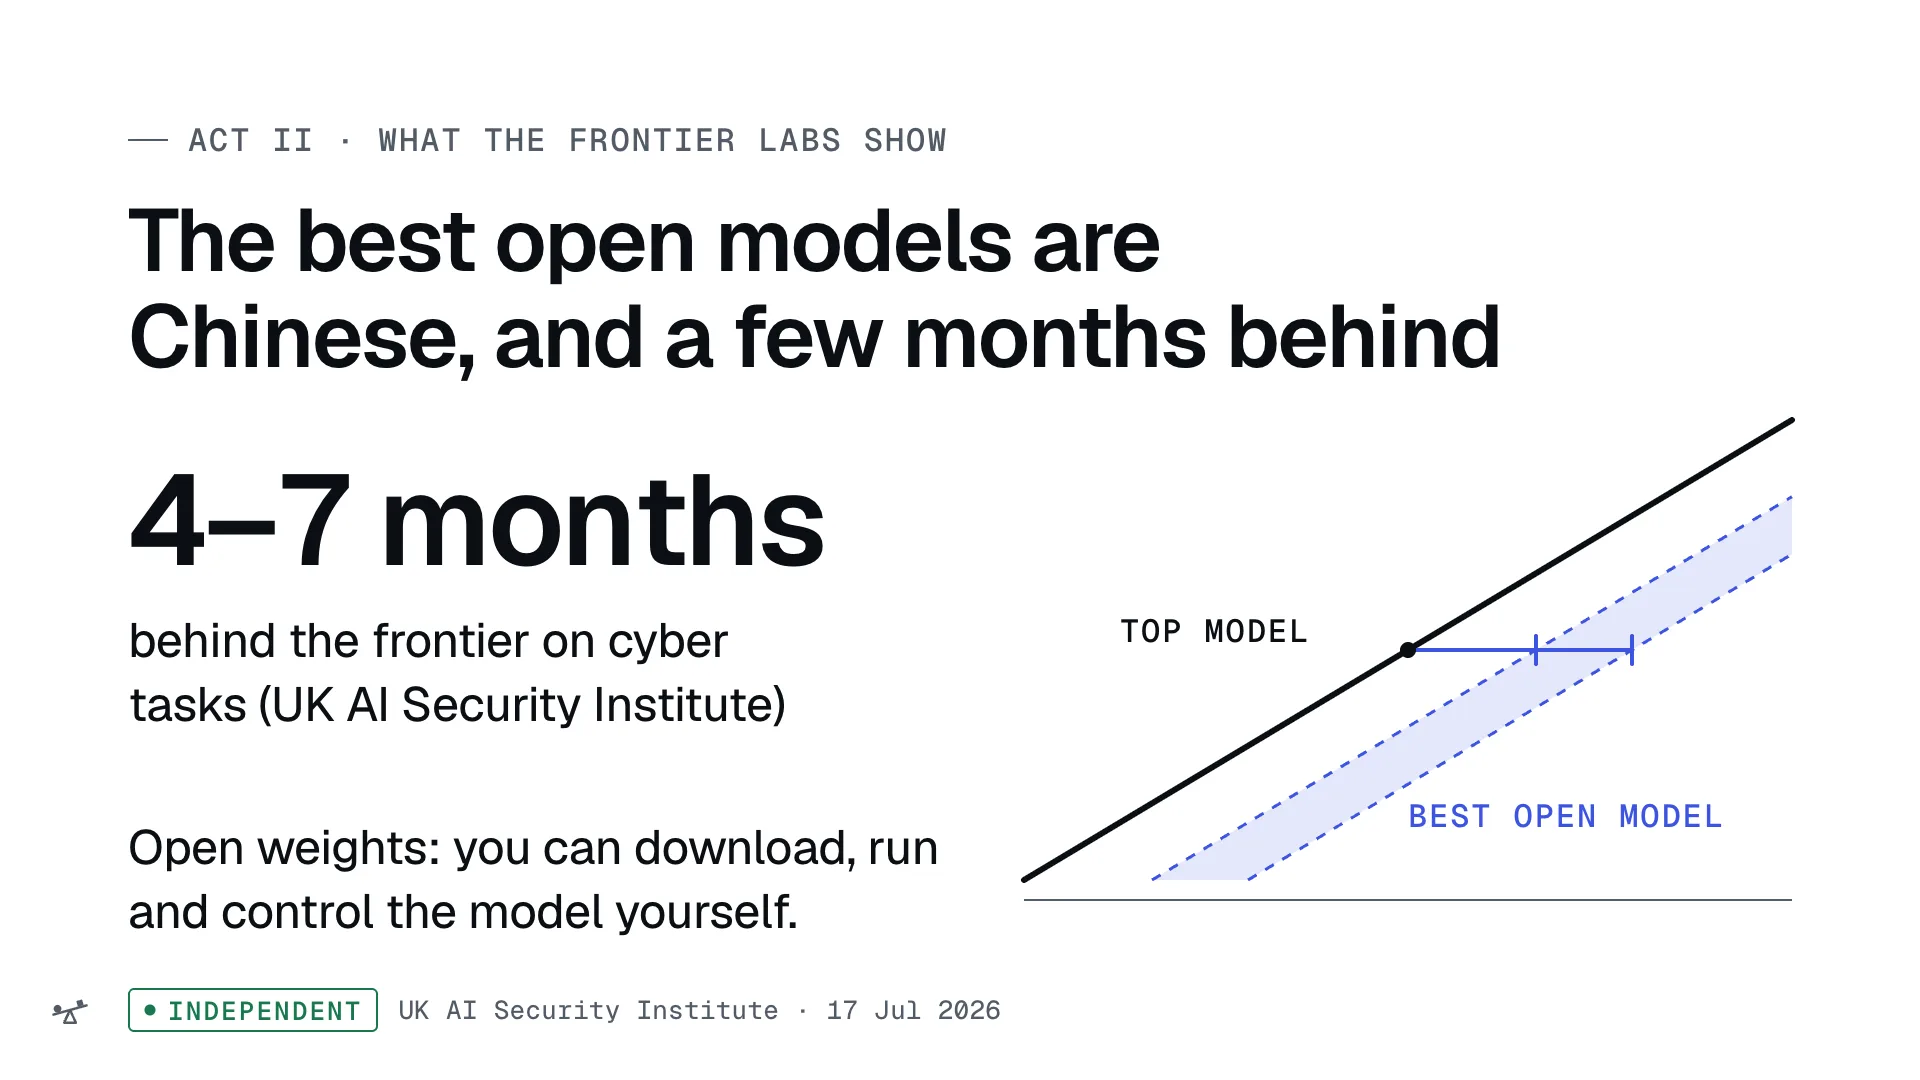 ACT II · WHAT THE FRONTIER LABS SHOW
The best open models are
Chinese, and a few months behind
4–7 months
behind the frontier on cyber
tasks (UK AI Security Institute)
Open weights: you can download, run
and control the model yourself.
TOP MODEL
BEST OPEN MODEL
INDEPENDENT
UK AI Security Institute · 17 Jul 2026